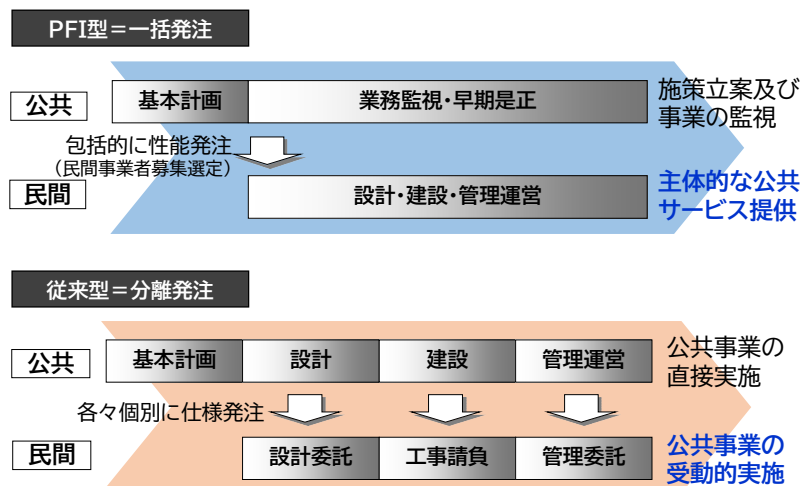 PFI型＝一括発注
公共
基本計画
業務監視・早期是正
施策立案及び
事業の監視
包括的に性能発注
（民間事業者募集選定）
民間
設計・建設・管理運営
主体的な公共
サービス提供
従来型＝分離発注
公共
基本計画
設計
建設
管理運営
公共事業の
直接実施
各々個別に仕様発注
民間
設計委託
工事請負
管理委託
公共事業の
受動的実施